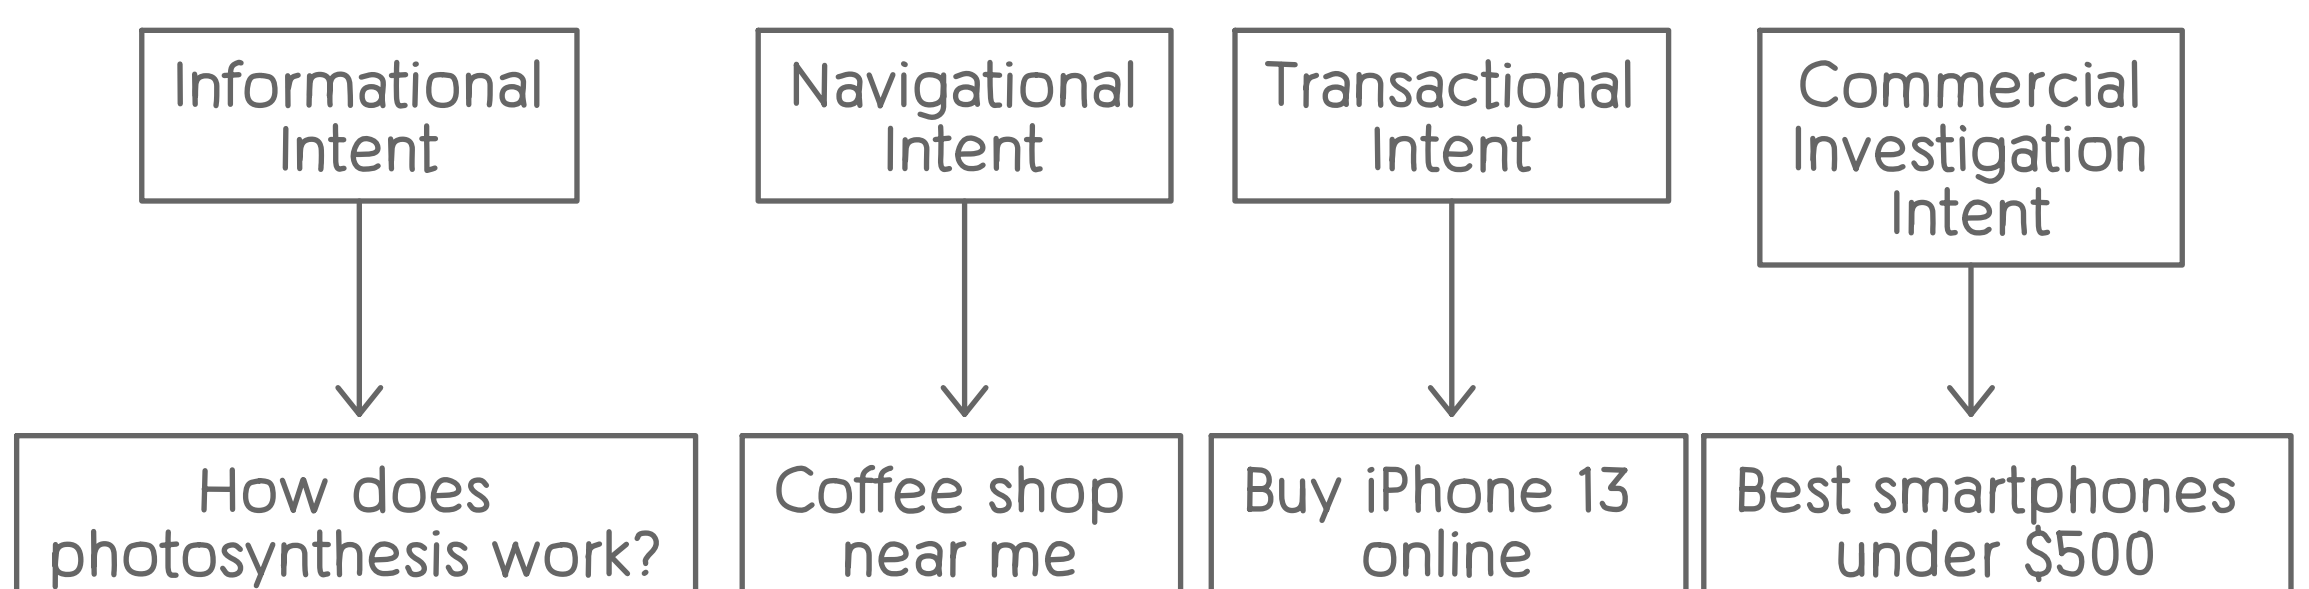 Informational
Intent
Navigational
Intent
Transactional
Intent
Commercial
Investigation
Intent
How does
photosynthesis work?
Coffee shop
near me
Buy iPhone 13
online
Best smartphones
under $500